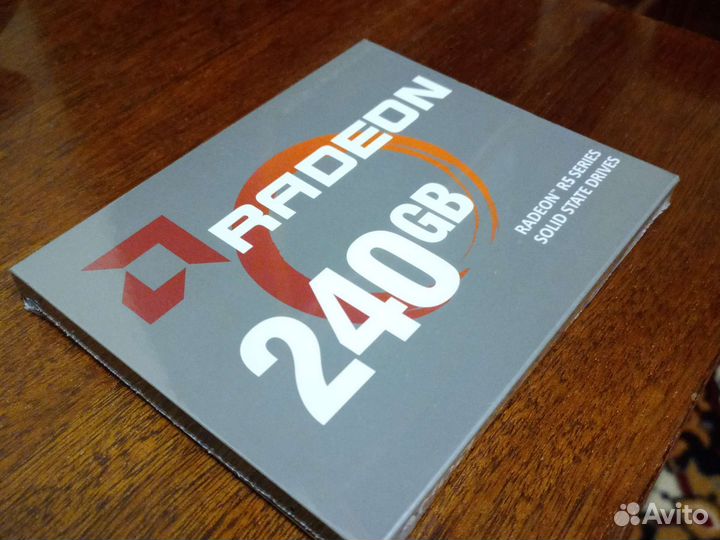 RADEON
240GB
RADEON™ R5 SERIES
SOLID STATE DRIVES
Avito